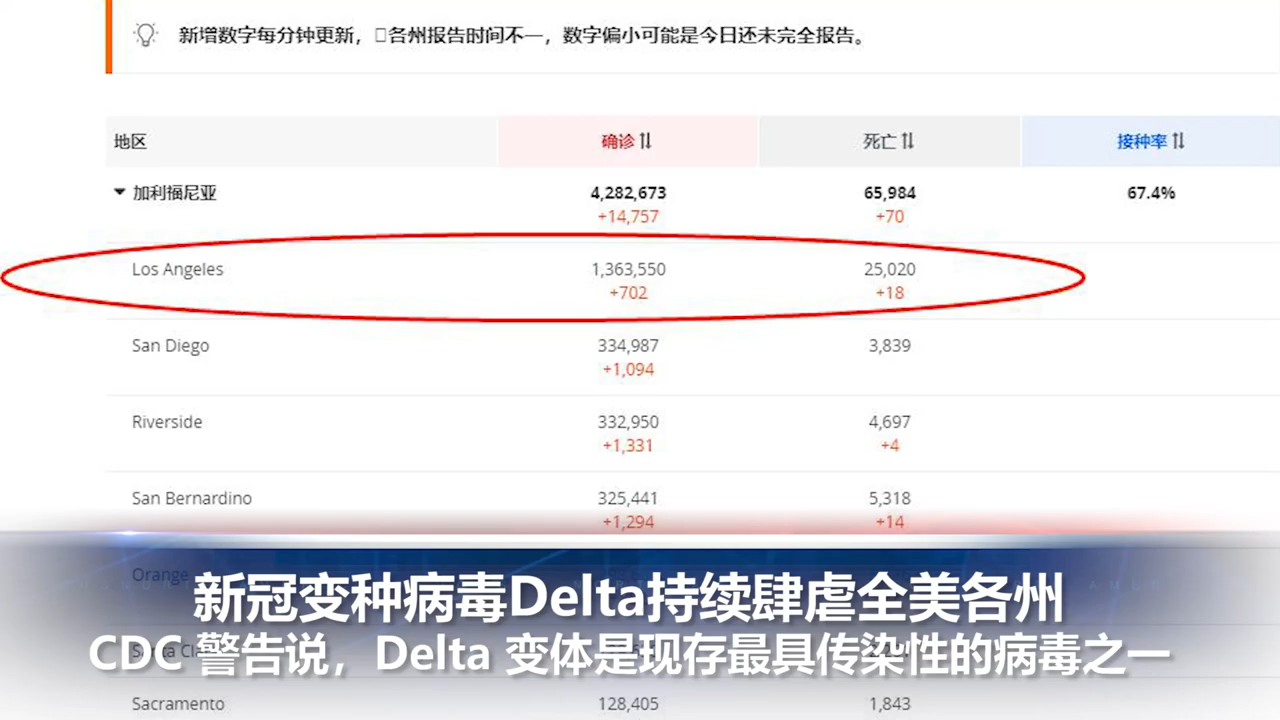 新增数字每分钟更新，□各州报告时间不一，数字偏小可能是今日还未完全报告。
地区 确诊 死亡 接种率
加利福尼亚 4,282,673 65,984 67.4%
+14,757 +70
Los Angeles 1,363,550 25,020
+702 +18
San Diego 334,987 3,839
+1,094
Riverside 332,950 4,697
+1,331 +4
San Bernardino 325,441 5,318
+1,294 +14
Orange
新冠变种病毒Delta持续肆虐全美各州
CDC 警告说，Delta 变体是现存最具传染性的病毒之一
Sacramento 128,405 1,843